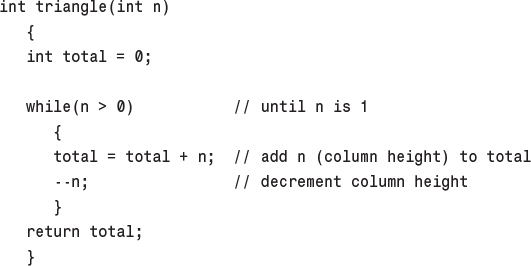 int triangle(int n)
{
int total = 0;
while(n > 0) // until n is 1
{
total = total + n; // add n (column height) to total
--n; // decrement column height
}
return total;
}